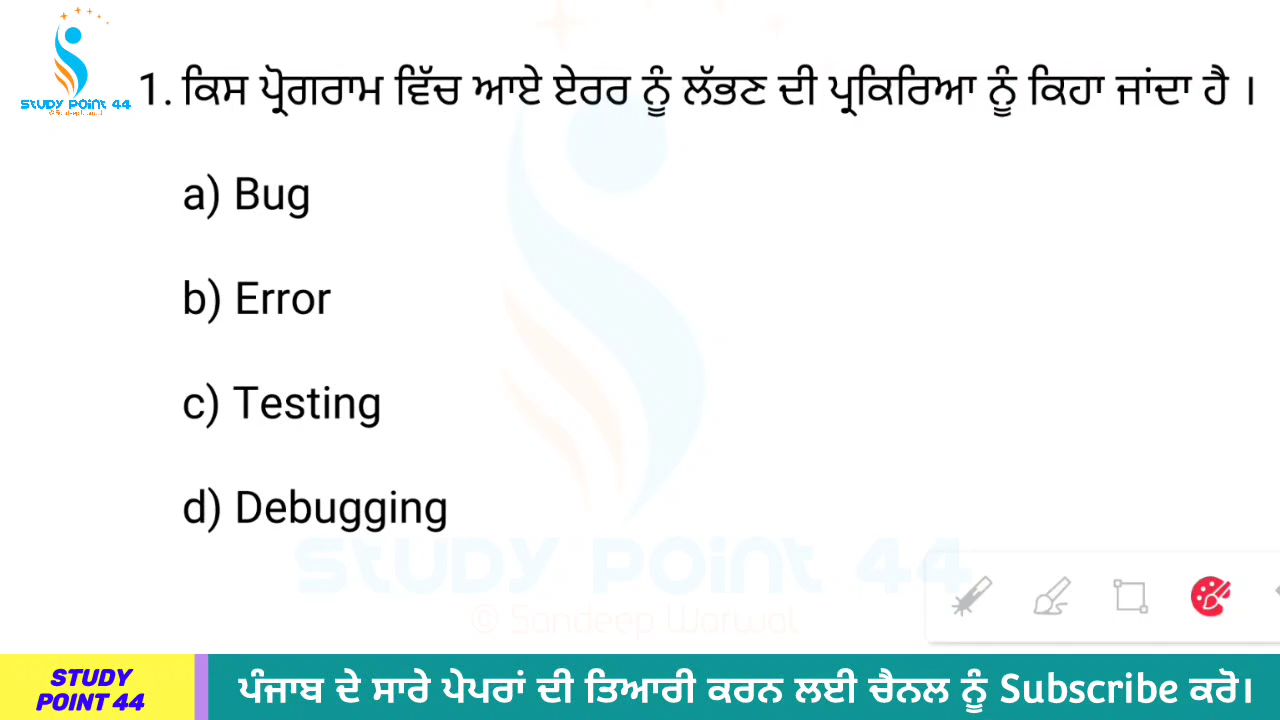 STUDY POINT 44
1. ਕਿਸ ਪ੍ਰੋਗਰਾਮ ਵਿੱਚ ਆਏ ਏਰਰ ਨੂੰ ਲੱਭਣ ਦੀ ਪ੍ਰਕਿਰਿਆ ਨੂੰ ਕਿਹਾ ਜਾਂਦਾ ਹੈ ।
a) Bug
b) Error
c) Testing
d) Debugging
STUDY POINT 44
© Sandeep Warwal
STUDY
POINT 44
ਪੰਜਾਬ ਦੇ ਸਾਰੇ ਪੇਪਰਾਂ ਦੀ ਤਿਆਰੀ ਕਰਨ ਲਈ ਚੈਨਲ ਨੂੰ Subscribe ਕਰੋ।